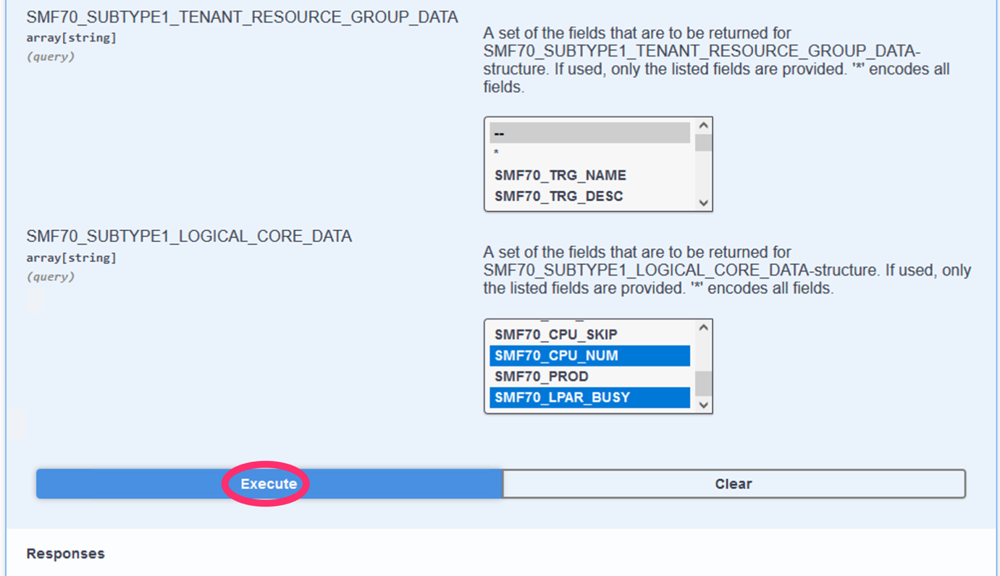 SMF70_SUBTYPE1_TENANT_RESOURCE_GROUP_DATA
array[string]
(query)
A set of the fields that are to be returned for
SMF70_SUBTYPE1_TENANT_RESOURCE_GROUP_DATA-
structure. If used, only the listed fields are provided. '*' encodes all
fields.
--
*
SMF70_TRG_NAME
SMF70_TRG_DESC
SMF70_SUBTYPE1_LOGICAL_CORE_DATA
array[string]
(query)
A set of the fields that are to be returned for
SMF70_SUBTYPE1_LOGICAL_CORE_DATA-structure. If used, only
the listed fields are provided. '*' encodes all fields.
SMF70_CPU_SKIP
SMF70_CPU_NUM
SMF70_PROD
SMF70_LPAR_BUSY
Execute
Clear
Responses